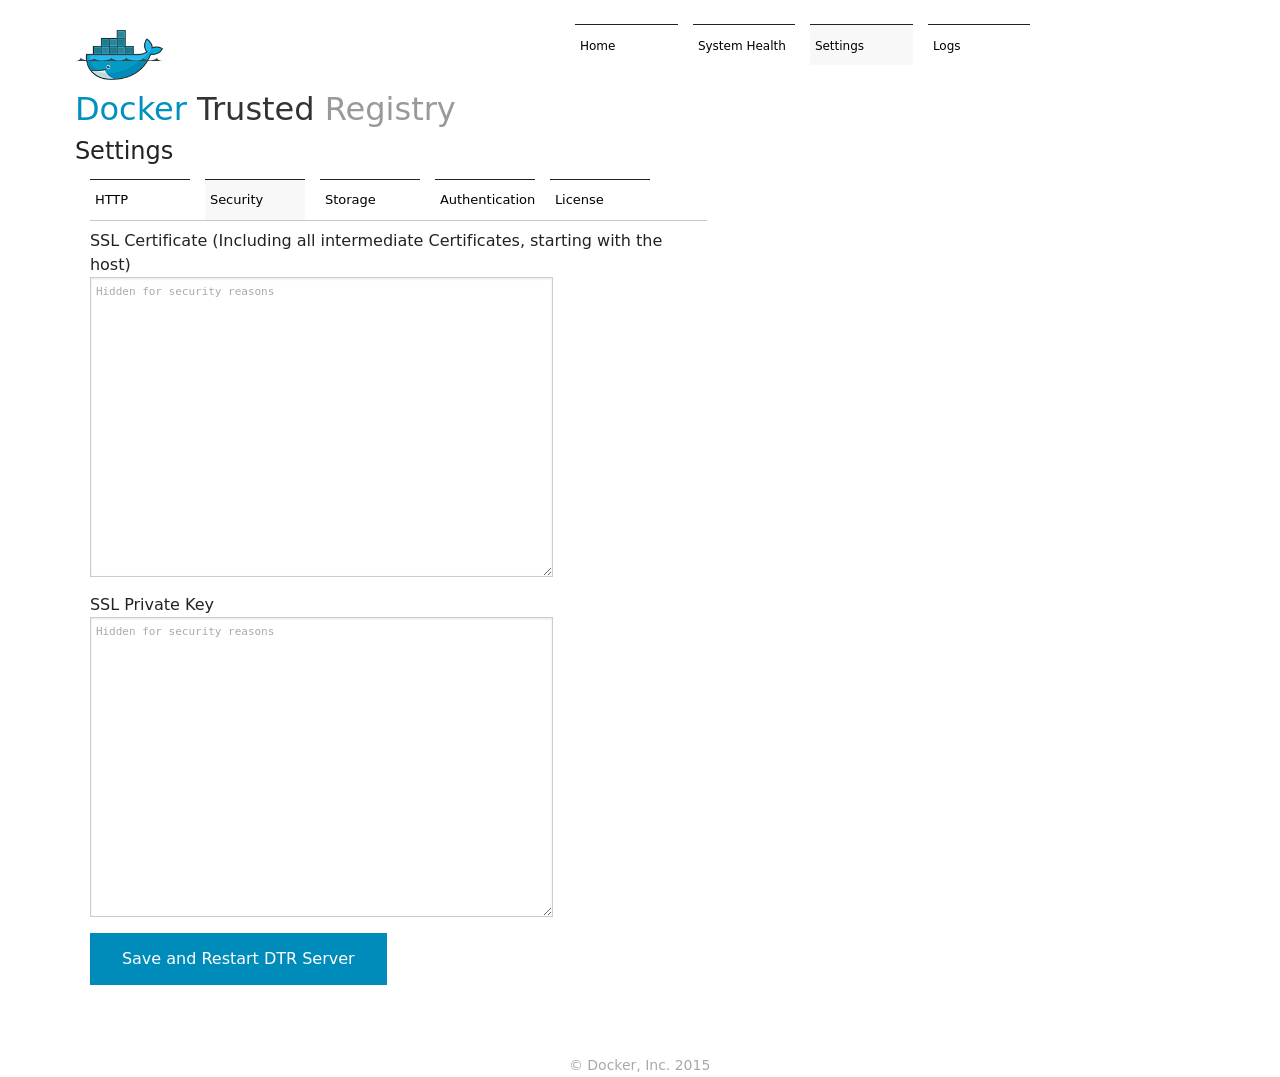 Home System Health Settings Logs
Docker Trusted Registry
Settings
HTTP Security Storage Authentication License
SSL Certificate (Including all intermediate Certificates, starting with the
host)
Hidden for security reasons
SSL Private Key
Hidden for security reasons
Save and Restart DTR Server
© Docker, Inc. 2015